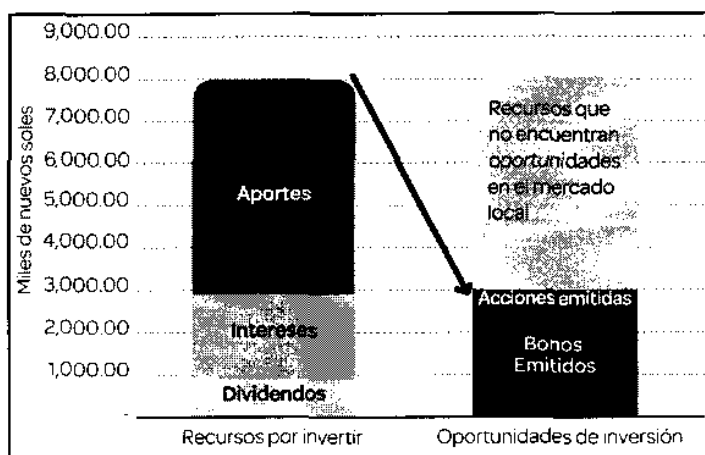 Miles de nuevos soles
9,000.00
8,000.00
7,000.00
6,000.00
5,000.00
4,000.00
3,000.00
2,000.00
1,000.00
-
Aportes
Intereses
Dividendos
Recursos que
no encuentran
oportunidades
en el mercado
local
Acciones emitidas
Bonos
Emitidos
Recursos por invertir
Oportunidades de inversión